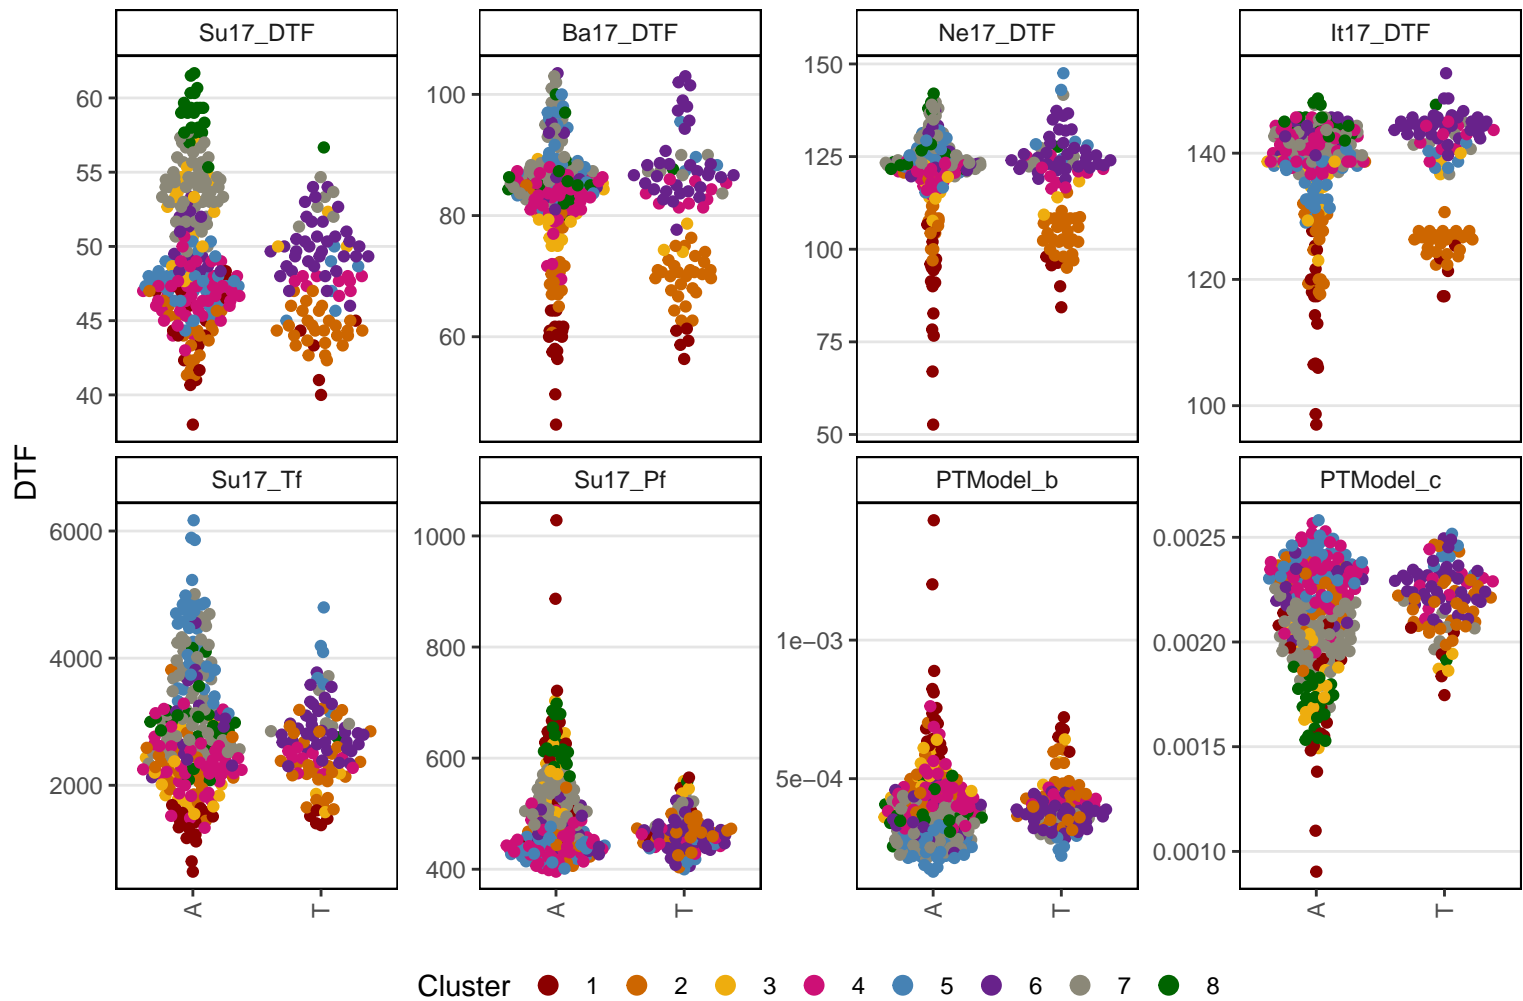 Su17_DTF
Ba17_DTF
Ne17_DTF
It17_DTF
60
55
50
45
40
100
80
60
150
125
100
75
50
140
120
100
DTF
Su17_Tf
Su17_Pf
PTModel_b
PTModel_c
6000
4000
2000
1000
800
600
400
1e−03
5e−04
0.0025
0.0020
0.0015
0.0010
A
T
A
T
A
T
A
T
Cluster 1 2 3 4 5 6 7 8